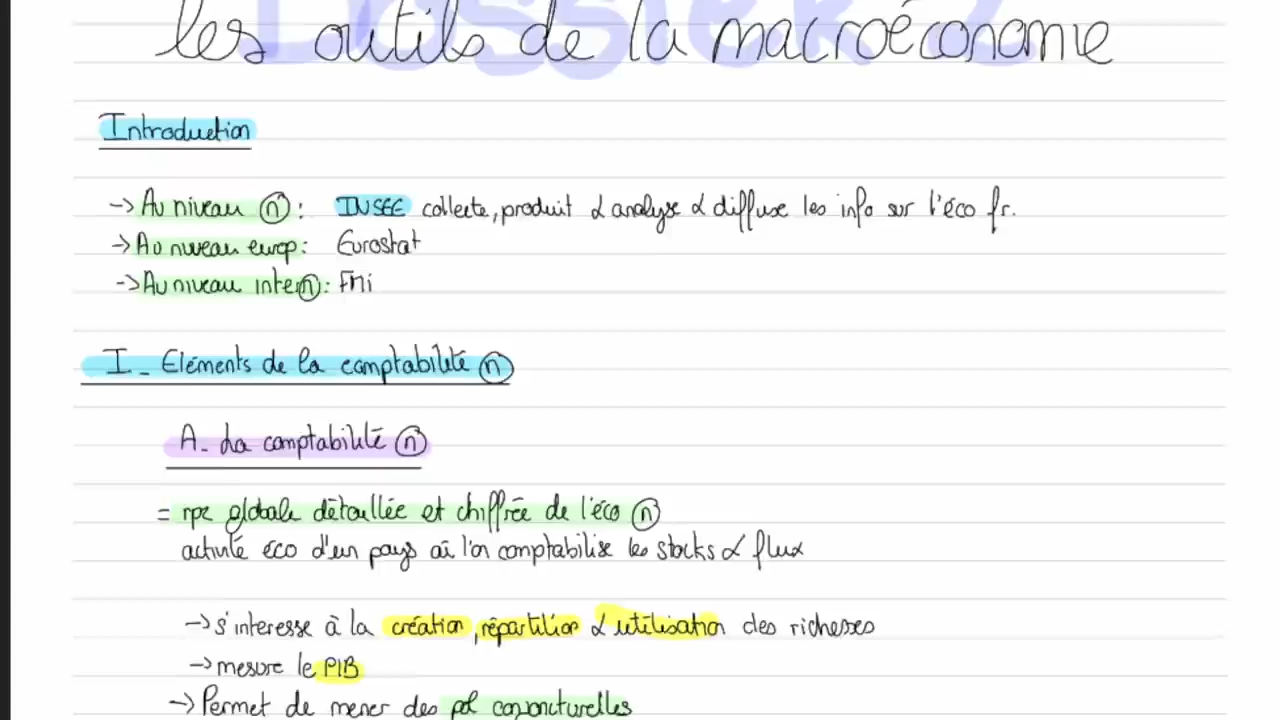 Dossier 2
les outils de la macroéconomie
Introduction
→ Au niveau ⓝ : INSEE collecte, produit & analyse & diffuse les info sur l'éco fr.
→ Au niveau europ : Eurostat
→ Au niveau interⓝ : FMi
I - Eléments de la comptabilité ⓝ
A - La comptabilité ⓝ
= rpz globale détaillée et chiffrée de l'éco ⓝ
activité éco d'un pays où l'on comptabilise les stocks & flux
→ s'interesse à la création, répartition & utilisation des richesses
→ mesure le PIB
→ Permet de mener des pol conjoncturelles